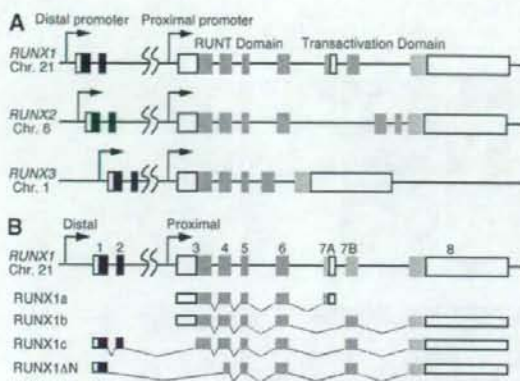 A
Distal promoter Proximal promoter
RUNT Domain Transactivation Domain
RUNX1
Chr. 21
RUNX2
Chr. 6
RUNX3
Chr. 1
B
Distal Proximal
RUNX1
Chr. 21
1 2 3 4 5 6 7A 7B 8
RUNX1a
RUNX1b
RUNX1c
RUNX1ΔN